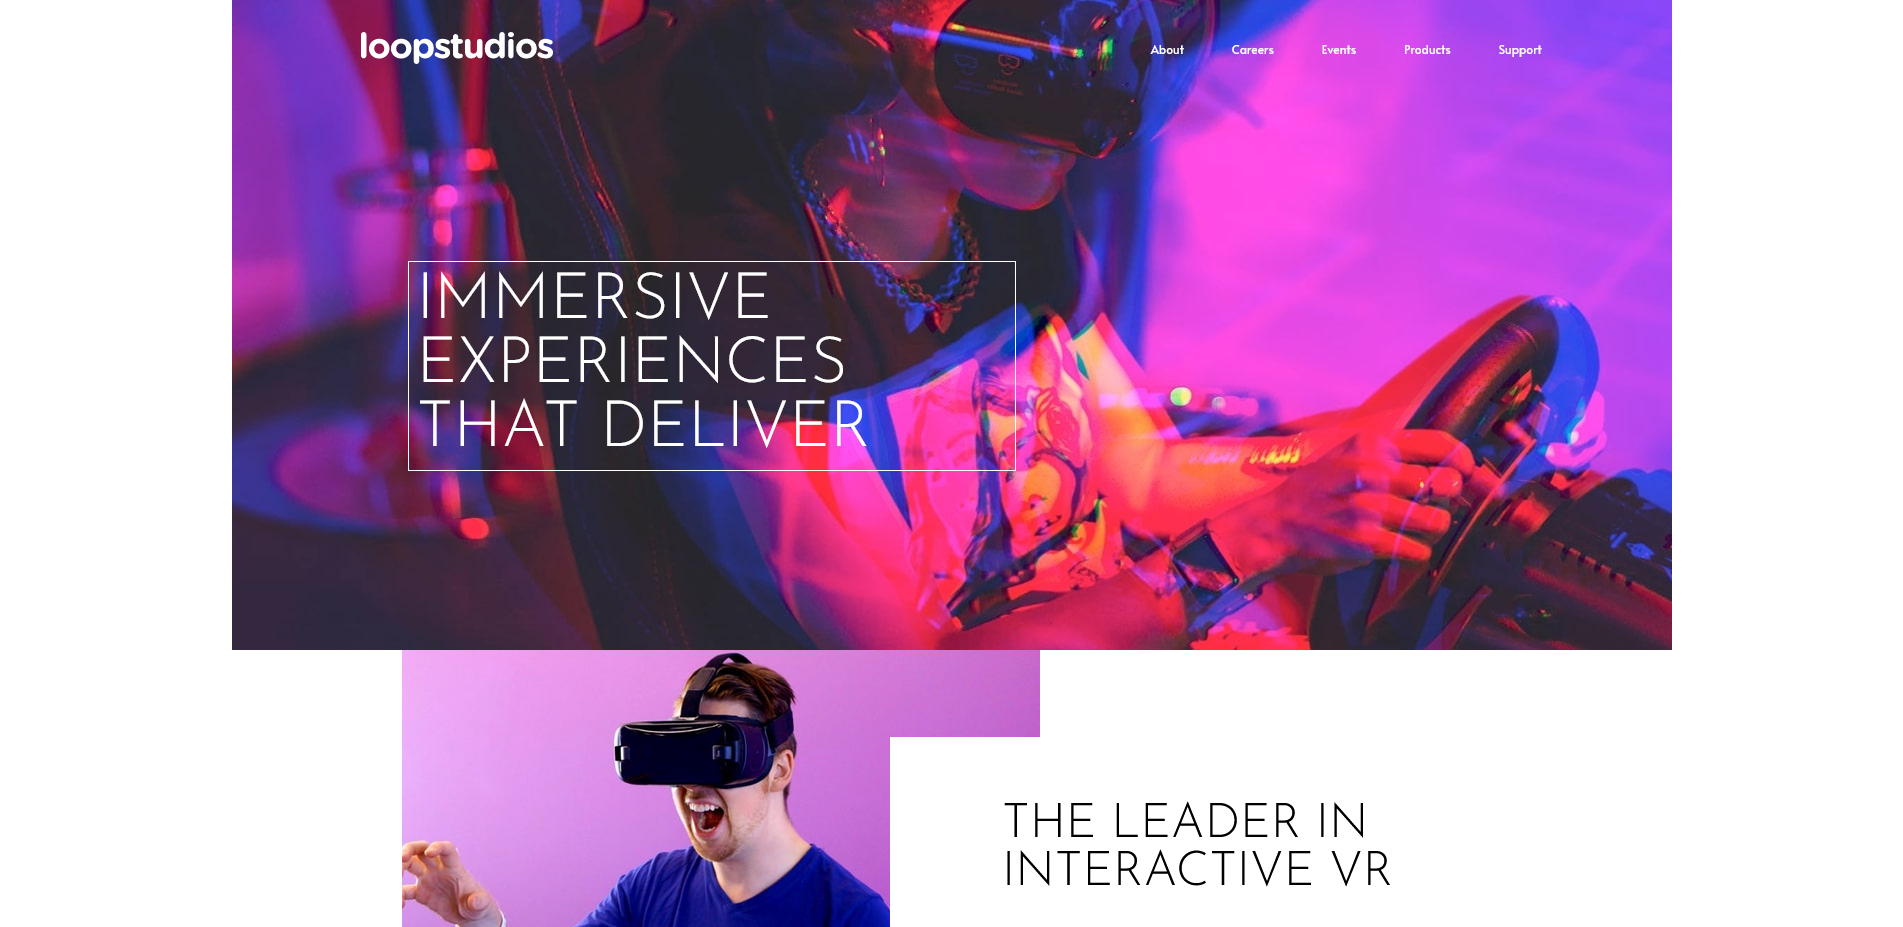 loopstudios
About
Careers
Events
Products
Support
IMMERSIVE
EXPERIENCES
THAT DELIVER
THE LEADER IN
INTERACTIVE VR